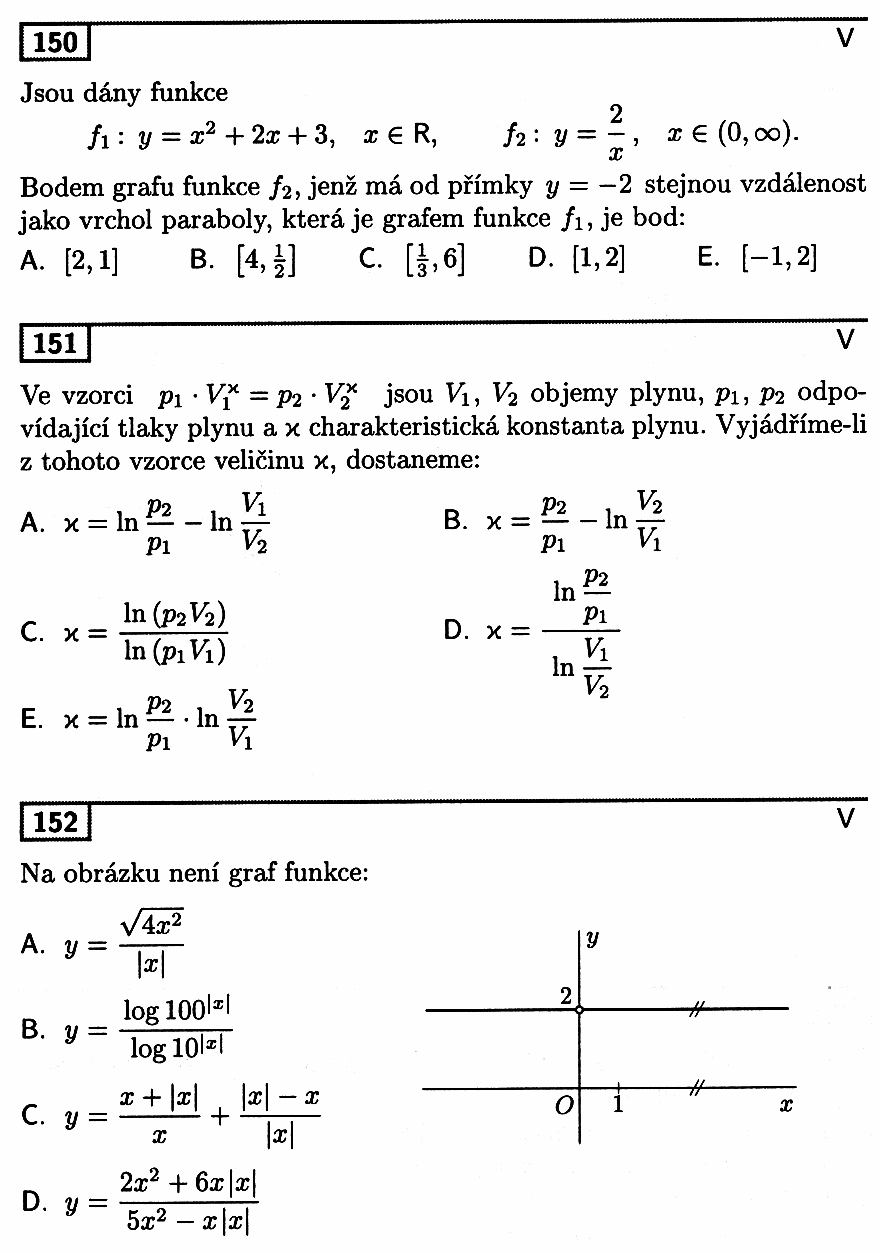 150 V
Jsou dány funkce
f₁ : y = x² + 2x + 3, x ∈ R, f₂ : y = 2/x, x ∈ (0, ∞).
Bodem grafu funkce f₂, jenž má od přímky y = −2 stejnou vzdálenost
jako vrchol paraboly, která je grafem funkce f₁, je bod:
A. [2, 1] B. [4, ½] C. [⅓, 6] D. [1, 2] E. [−1, 2]
151 V
Ve vzorci p₁ · V₁^ϰ = p₂ · V₂^ϰ jsou V₁, V₂ objemy plynu, p₁, p₂ odpo-
vídající tlaky plynu a ϰ charakteristická konstanta plynu. Vyjádříme-li
z tohoto vzorce veličinu ϰ, dostaneme:
A. ϰ = ln p₂/p₁ − ln V₁/V₂ B. ϰ = p₂/p₁ − ln V₂/V₁
C. ϰ = ln (p₂V₂) / ln (p₁V₁) D. ϰ = ln p₂/p₁ / ln V₁/V₂
E. ϰ = ln p₂/p₁ · ln V₂/V₁
152 V
Na obrázku není graf funkce:
A. y = √(4x²) / |x|
B. y = log 100^|x| / log 10^|x|
C. y = (x + |x|)/x + (|x| − x)/|x|
D. y = (2x² + 6x|x|) / (5x² − x|x|)
y
2
O 1 x